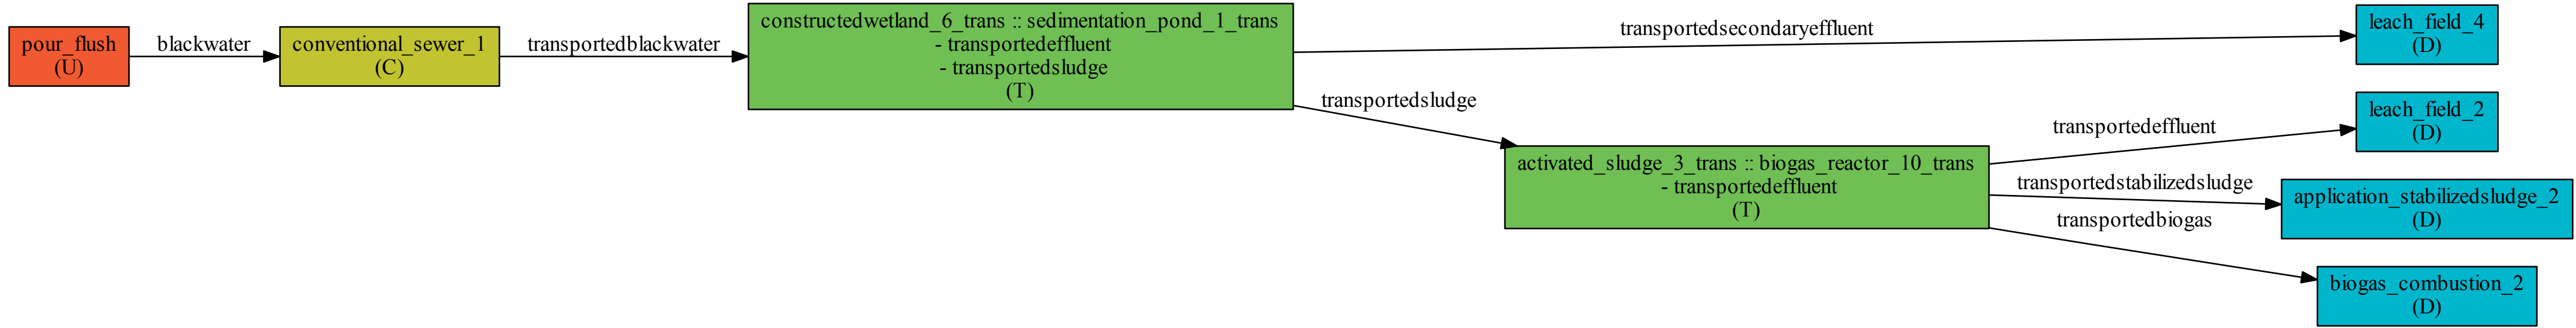 pour_flush
(U)
blackwater
conventional_sewer_1
(C)
transportedblackwater
constructedwetland_6_trans :: sedimentation_pond_1_trans
- transportedeffluent
- transportedsludge
(T)
transportedsecondaryeffluent
leach_field_4
(D)
transportedsludge
activated_sludge_3_trans :: biogas_reactor_10_trans
- transportedeffluent
(T)
transportedeffluent
leach_field_2
(D)
transportedstabilizedsludge
application_stabilizedsludge_2
(D)
transportedbiogas
biogas_combustion_2
(D)